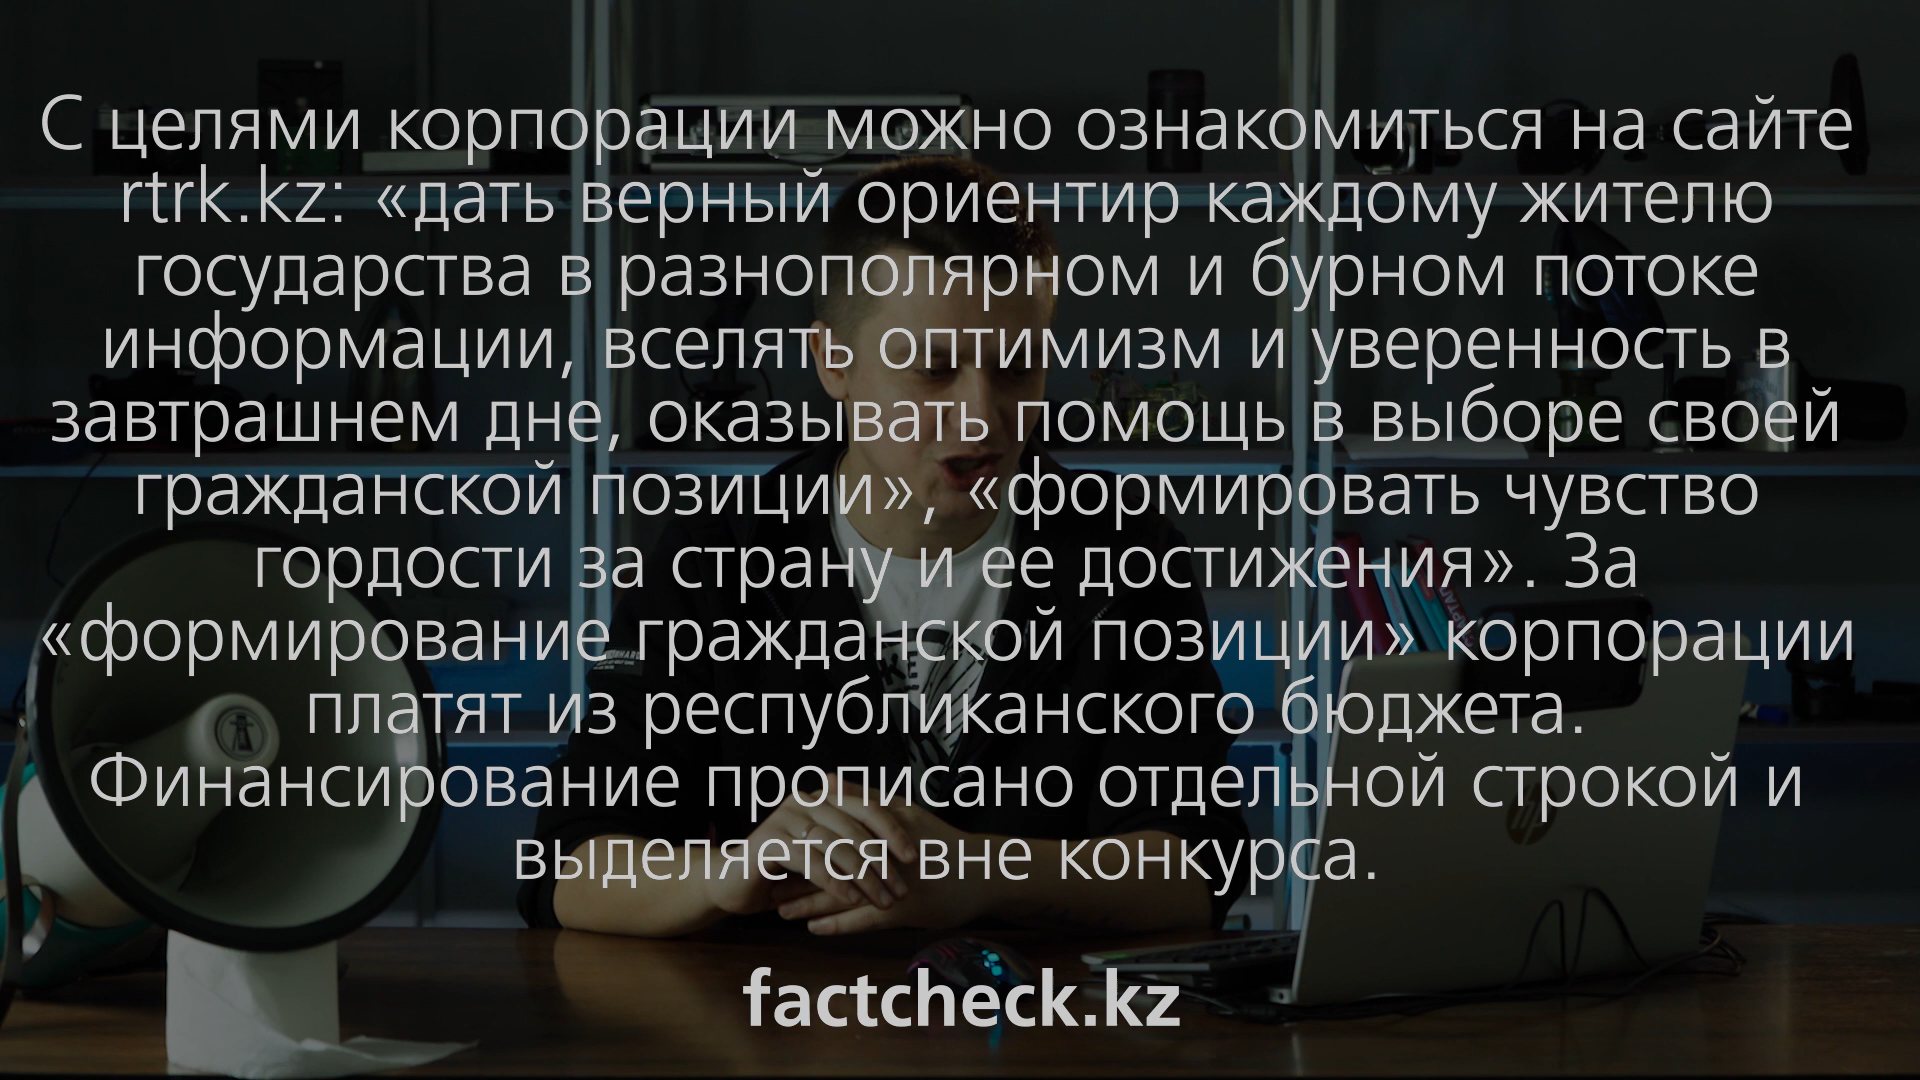 С целями корпорации можно ознакомиться на сайте
rtrk.kz: «дать верный ориентир каждому жителю
государства в разнополярном и бурном потоке
информации, вселять оптимизм и уверенность в
завтрашнем дне, оказывать помощь в выборе своей
гражданской позиции», «формировать чувство
гордости за страну и ее достижения». За
«формирование гражданской позиции» корпорации
платят из республиканского бюджета.
Финансирование прописано отдельной строкой и
выделяется вне конкурса.
factcheck.kz
hp